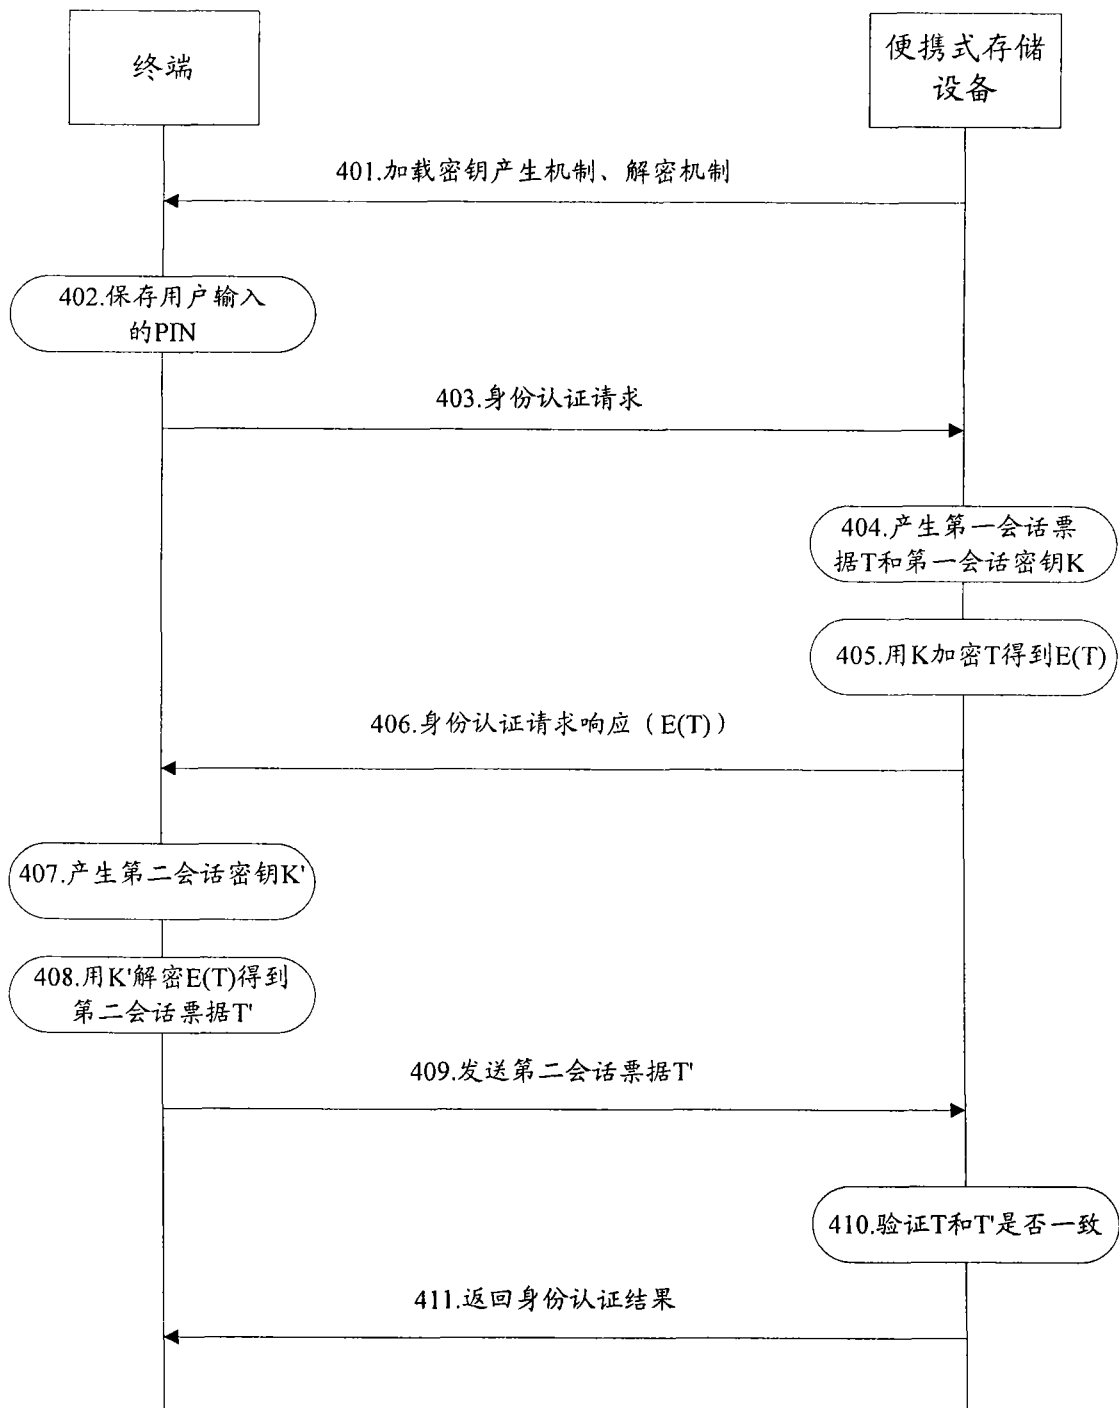 终端
便携式存储
设备
401.加载密钥产生机制、解密机制
402.保存用户输入
的PIN
403.身份认证请求
404.产生第一会话票
据T和第一会话密钥K
405.用K加密T得到E(T)
406.身份认证请求响应（E(T)）
407.产生第二会话密钥K'
408.用K'解密E(T)得到
第二会话票据T'
409.发送第二会话票据T'
410.验证T和T'是否一致
411.返回身份认证结果